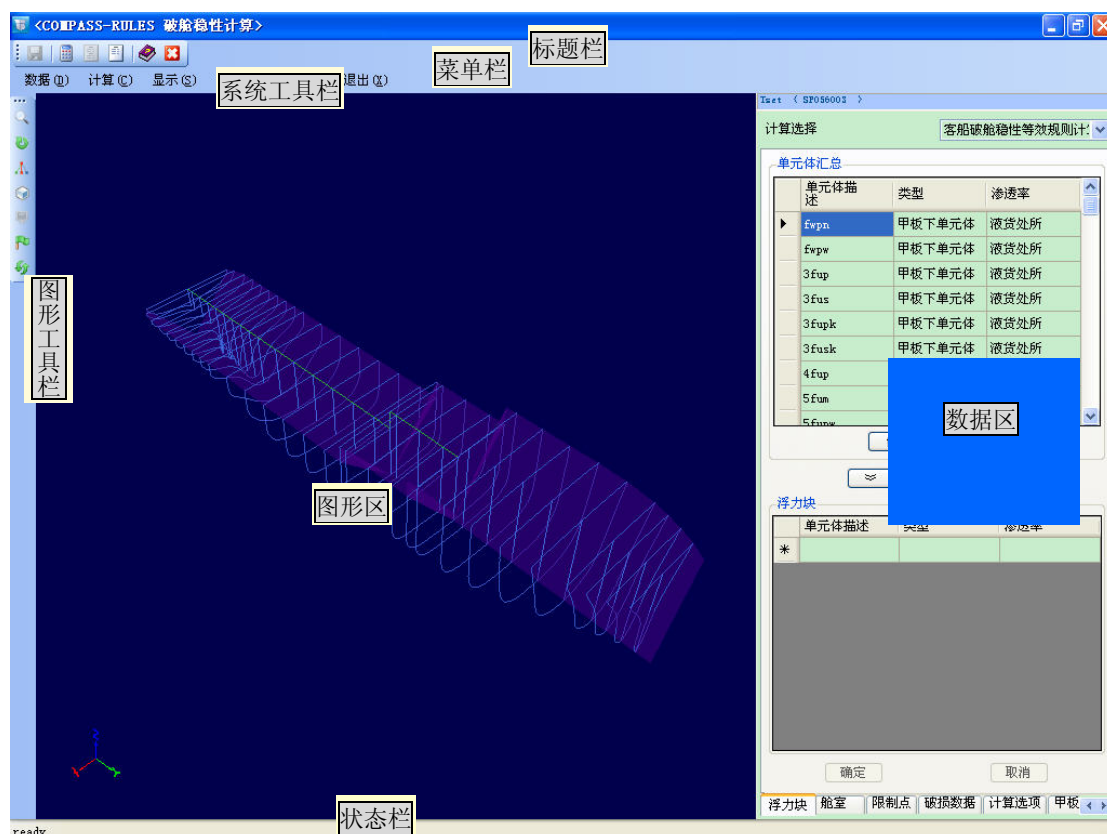 <COMPASS-RULES 破舱稳性计算>
标题栏
菜单栏
数据(D) 计算(C) 显示(S) 退出(X)
系统工具栏
Tset ( SF056003 )
计算选择 客船破舱稳性等效规则计
单元体汇总
单元体描述 类型 渗透率
fwpn 甲板下单元体 液货处所
fwpw 甲板下单元体 液货处所
3fup 甲板下单元体 液货处所
3fus 甲板下单元体 液货处所
3fupk 甲板下单元体 液货处所
3fusk 甲板下单元体 液货处所
4fup
5fum
5fupw
图形工具栏
数据区
图形区
浮力块
单元体描述 类型 渗透率
确定 取消
浮力块 舱室 限制点 破损数据 计算选项 甲板
状态栏
ready